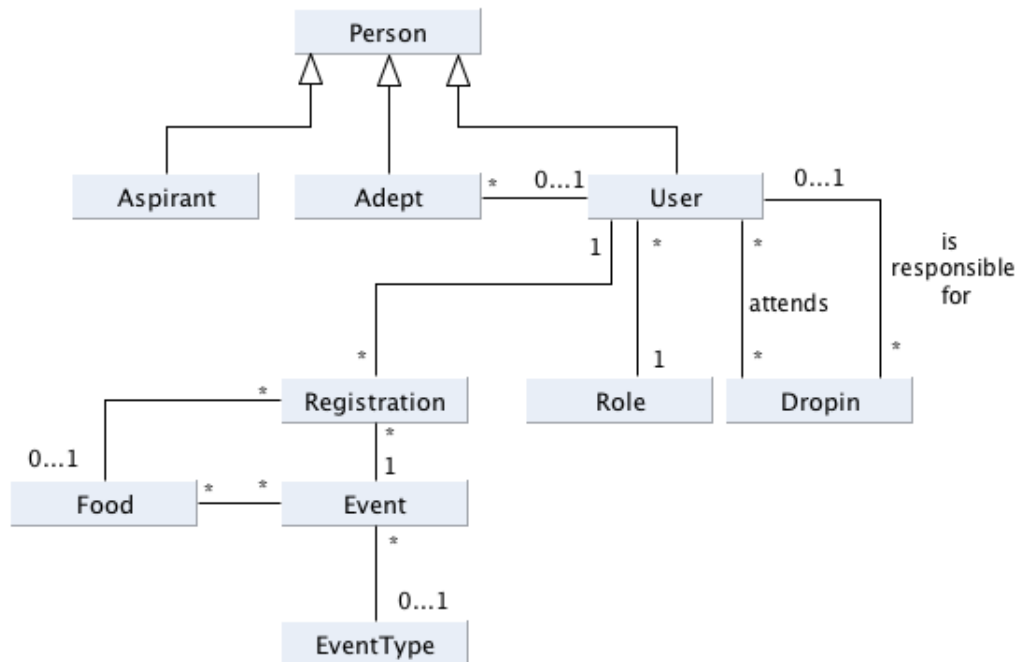 Person
Aspirant
Adept
*
0...1
User
0...1
1
*
*
is
responsible
for
attends
*
1
*
*
Registration
Role
Dropin
*
*
0...1
1
Food
*
*
Event
*
0...1
EventType